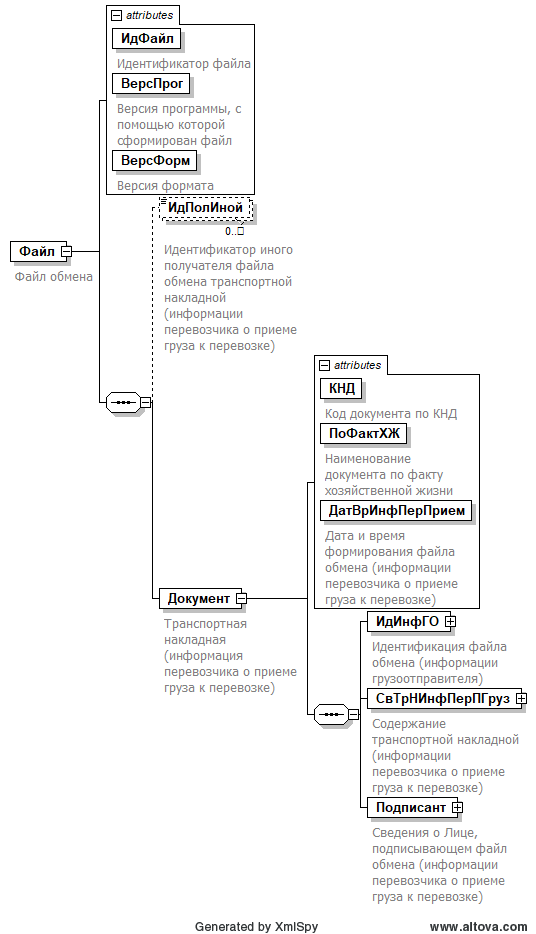 attributes
ИдФайл
Идентификатор файла
ВерсПрог
Версия программы, с
помощью которой
сформирован файл
ВерсФорм
Версия формата
Файл
Файл обмена
ИдПолИной
0..
Идентификатор иного
получателя файла
обмена транспортной
накладной
(информации
перевозчика о приеме
груза к перевозке)
attributes
КНД
Код документа по КНД
ПоФактХЖ
Наименование
документа по факту
хозяйственной жизни
ДатВрИнфПерПрием
Дата и время
формирования файла
обмена (информации
перевозчика о приеме
груза к перевозке)
Документ
Транспортная
накладная
(информация
перевозчика о приеме
груза к перевозке)
ИдИнфГО
Идентификация файла
обмена (информации
грузоотправителя)
СвТрНИнфПерПГруз
Содержание
транспортной накладной
(информации
перевозчика о приеме
груза к перевозке)
Подписант
Сведения о Лице,
подписывающем файл
обмена (информации
перевозчика о приеме
груза к перевозке)
Generated by XmlSpy
www.altova.com